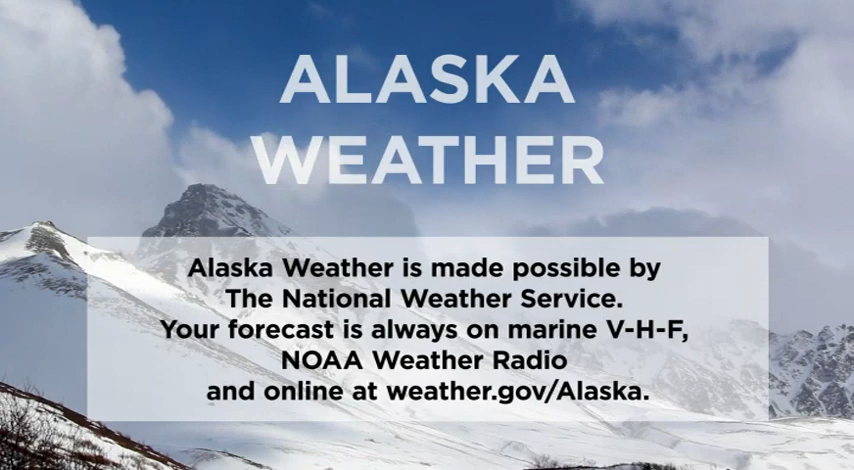 ALASKA
WEATHER
Alaska Weather is made possible by
The National Weather Service.
Your forecast is always on marine V-H-F,
NOAA Weather Radio
and online at weather.gov/Alaska.